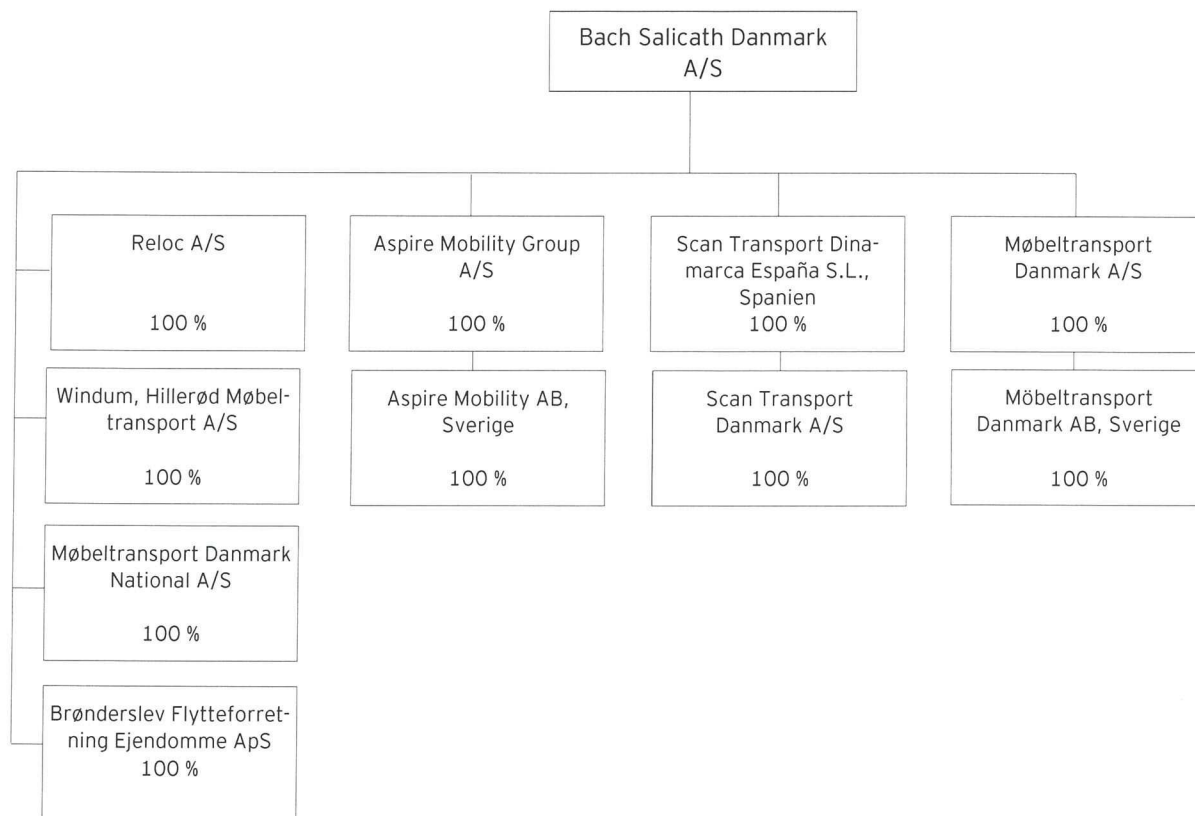 Bach Salicath Danmark
A/S
Reloc A/S
100 %
Aspire Mobility Group
A/S
100 %
Scan Transport Dina-
marca España S.L.,
Spanien
100 %
Møbeltransport
Danmark A/S
100 %
Windum, Hillerød Møbel-
transport A/S
100 %
Aspire Mobility AB,
Sverige
100 %
Scan Transport
Danmark A/S
100 %
Möbeltransport
Danmark AB, Sverige
100 %
Møbeltransport Danmark
National A/S
100 %
Brønderslev Flytteforret-
ning Ejendomme ApS
100 %